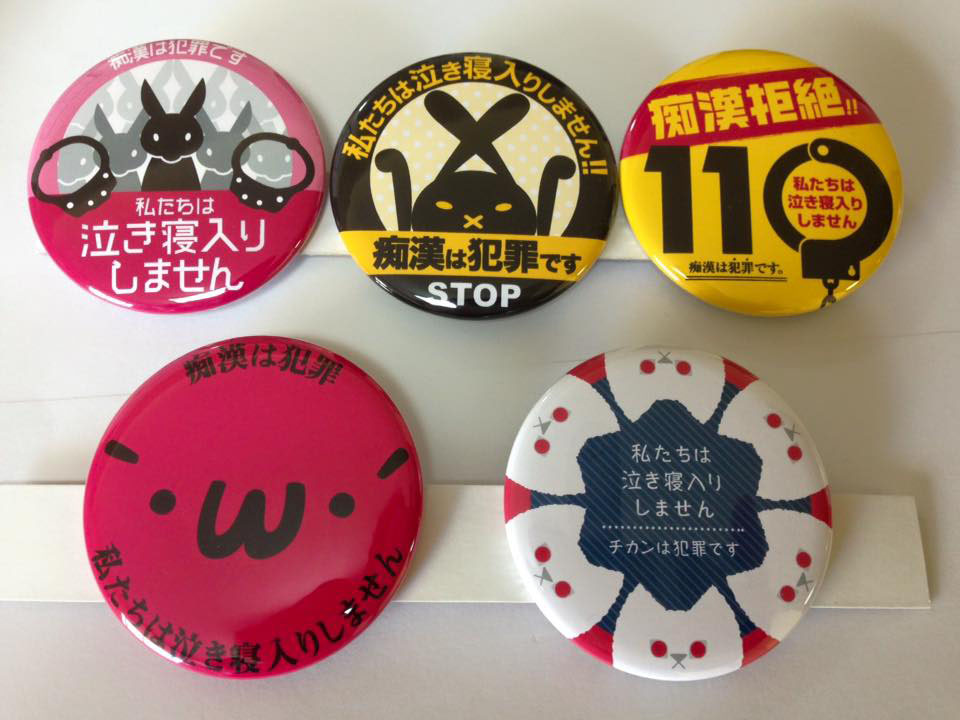 痴漢は犯罪です
私たちは
泣き寝入り
しません
私たちは泣き寝入りしません!!
痴漢は犯罪です
STOP
痴漢拒絶!!
110
私たちは
泣き寝入り
しません
痴漢は犯罪です。
痴漢は犯罪
ω
私たちは泣き寝入りしません
私たちは
泣き寝入り
しません
チカンは犯罪です